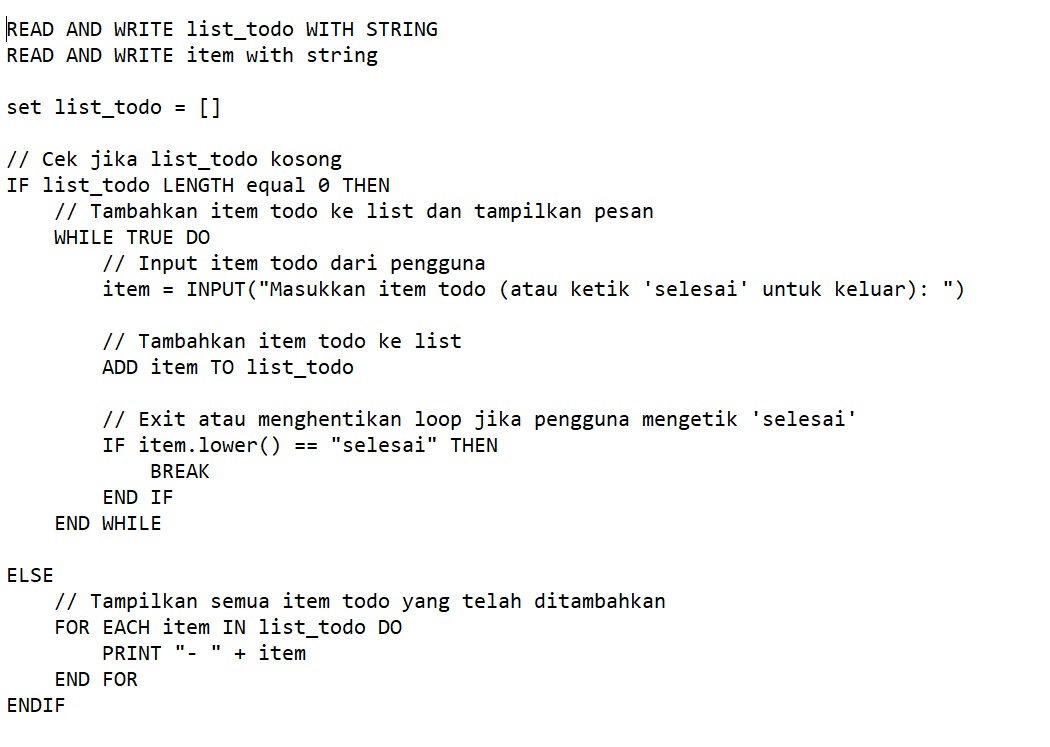 READ AND WRITE list_todo WITH STRING
READ AND WRITE item with string

set list_todo = []

// Cek jika list_todo kosong
IF list_todo LENGTH equal 0 THEN
    // Tambahkan item todo ke list dan tampilkan pesan
    WHILE TRUE DO
        // Input item todo dari pengguna
        item = INPUT("Masukkan item todo (atau ketik 'selesai' untuk keluar): ")

        // Tambahkan item todo ke list
        ADD item TO list_todo

        // Exit atau menghentikan loop jika pengguna mengetik 'selesai'
        IF item.lower() == "selesai" THEN
            BREAK
        END IF
    END WHILE

ELSE
    // Tampilkan semua item todo yang telah ditambahkan
    FOR EACH item IN list_todo DO
        PRINT "- " + item
    END FOR
ENDIF